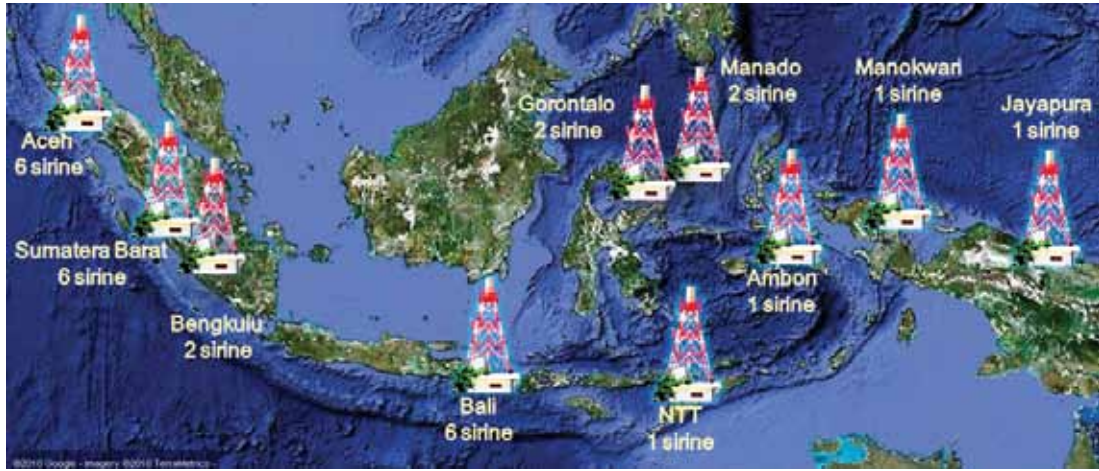 Aceh
6 sirine
Sumatera Barat
6 sirine
Bengkulu
2 sirine
Bali
6 sirine
NTT
1 sirine
Gorontalo
2 sirine
Manado
2 sirine
Ambon
1 sirine
Manokwari
1 sirine
Jayapura
1 sirine
©2010 Google - Imagery ©2010 TerraMetrics -